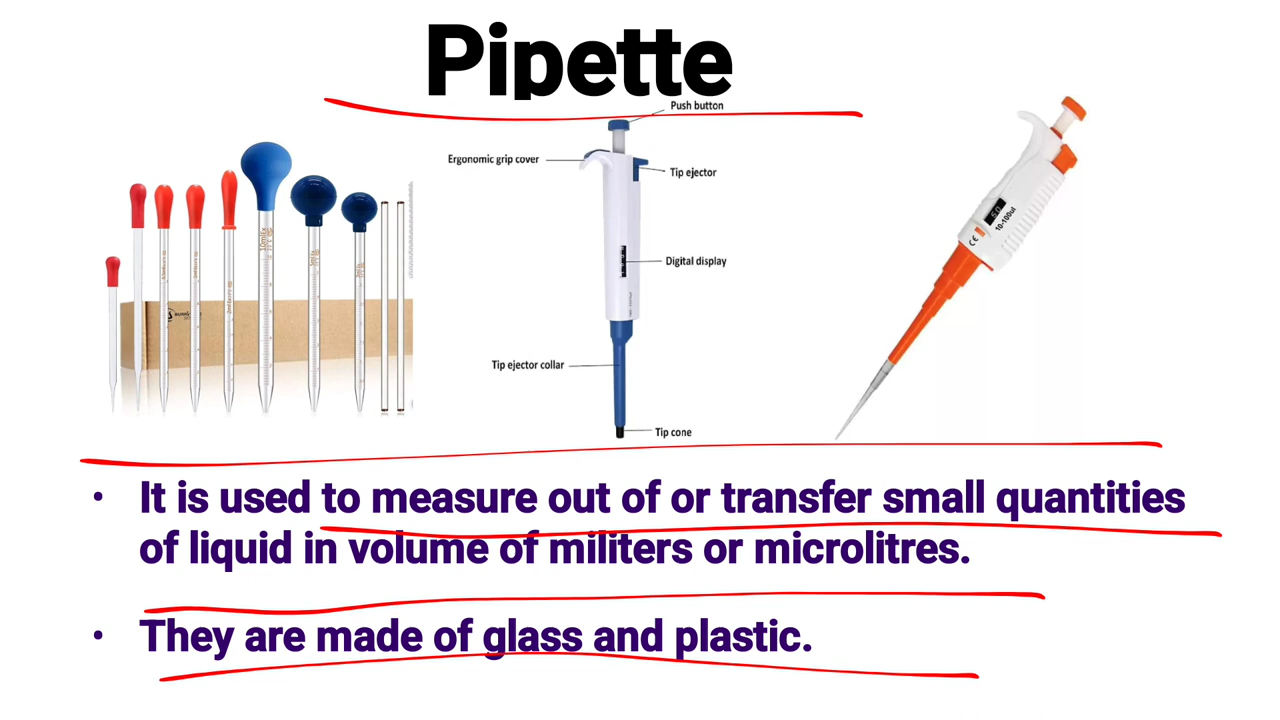 Pipette
Push button
Ergonomic grip cover
Tip ejector
10-100ul
CE
Digital display
Tip ejector collar
Tip cone
• It is used to measure out of or transfer small quantities
of liquid in volume of militers or microlitres.
• They are made of glass and plastic.